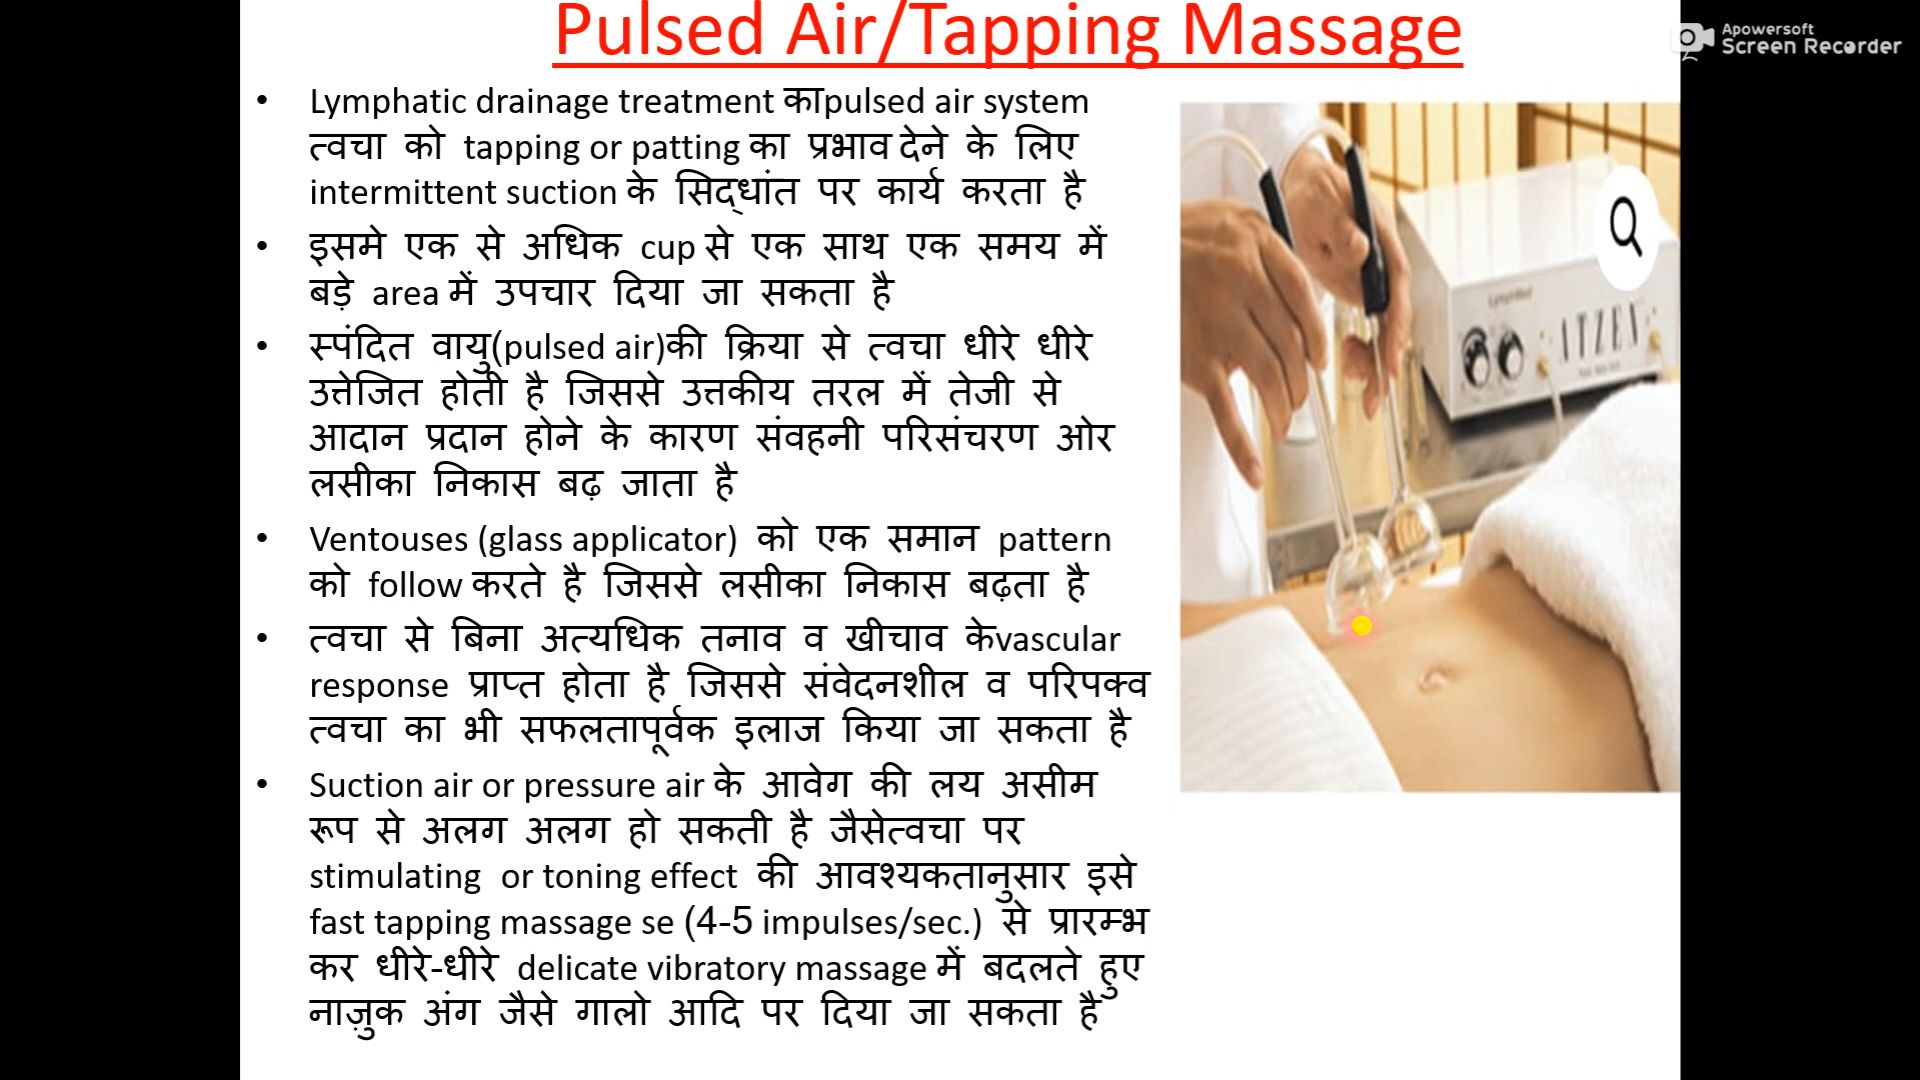 Pulsed Air/Tapping Massage
Apowersoft
Screen Recorder
• Lymphatic drainage treatment काpulsed air system
त्वचा को tapping or patting का प्रभाव देने के लिए
intermittent suction के सिद्धांत पर कार्य करता है
• इसमे एक से अधिक cup से एक साथ एक समय में
बड़े area में उपचार दिया जा सकता है
• स्पंदित वायु(pulsed air)की क्रिया से त्वचा धीरे धीरे
उत्तेजित होती है जिससे उत्तकीय तरल में तेजी से
आदान प्रदान होने के कारण संवहनी परिसंचरण ओर
लसीका निकास बढ़ जाता है
• Ventouses (glass applicator) को एक समान pattern
को follow करते है जिससे लसीका निकास बढ़ता है
• त्वचा से बिना अत्यधिक तनाव व खीचाव केvascular
response प्राप्त होता है जिससे संवेदनशील व परिपक्व
त्वचा का भी सफलतापूर्वक इलाज किया जा सकता है
• Suction air or pressure air के आवेग की लय असीम
रूप से अलग अलग हो सकती है जैसेत्वचा पर
stimulating or toning effect की आवश्यकतानुसार इसे
fast tapping massage se (4-5 impulses/sec.) से प्रारम्भ
कर धीरे-धीरे delicate vibratory massage में बदलते हुए
नाज़ुक अंग जैसे गालो आदि पर दिया जा सकता है